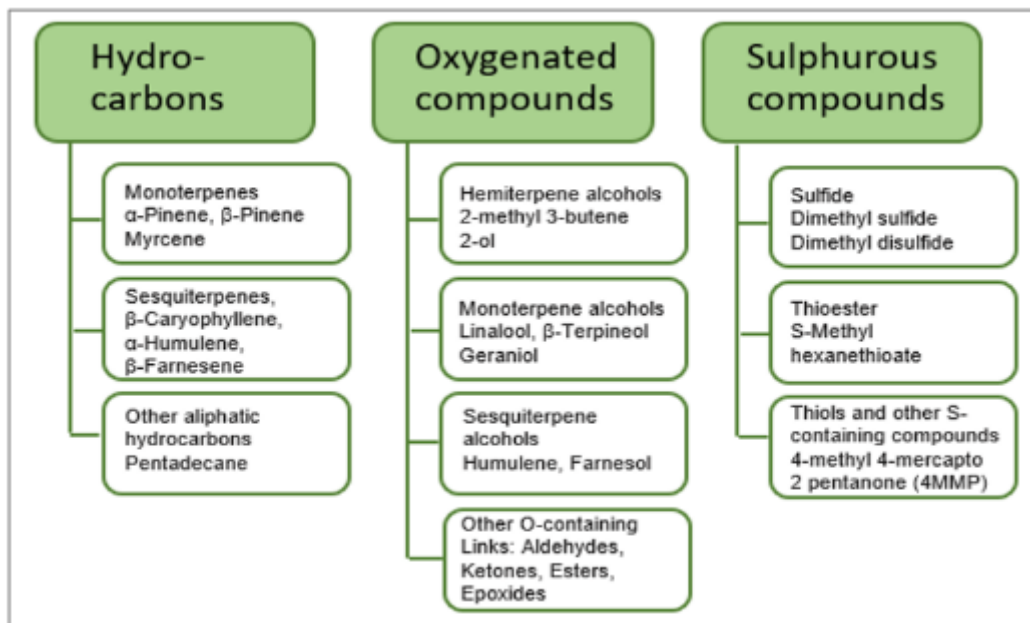 Hydro-
carbons
Monoterpenes
α-Pinene, β-Pinene
Myrcene
Sesquiterpenes,
β-Caryophyllene,
α-Humulene,
β-Farnesene
Other aliphatic
hydrocarbons
Pentadecane
Oxygenated
compounds
Hemiterpene alcohols
2-methyl 3-butene
2-ol
Monoterpene alcohols
Linalool, β-Terpineol
Geraniol
Sesquiterpene
alcohols
Humulene, Farnesol
Other O-containing
Links: Aldehydes,
Ketones, Esters,
Epoxides
Sulphurous
compounds
Sulfide
Dimethyl sulfide
Dimethyl disulfide
Thioester
S-Methyl
hexanethioate
Thiols and other S-
containing compounds
4-methyl 4-mercapto
2 pentanone (4MMP)